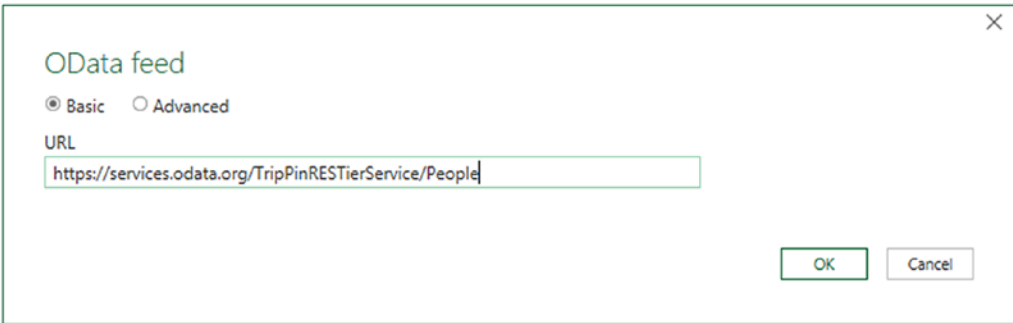 OData feed
Basic Advanced
URL
https://services.odata.org/TripPinRESTierService/People
OK Cancel